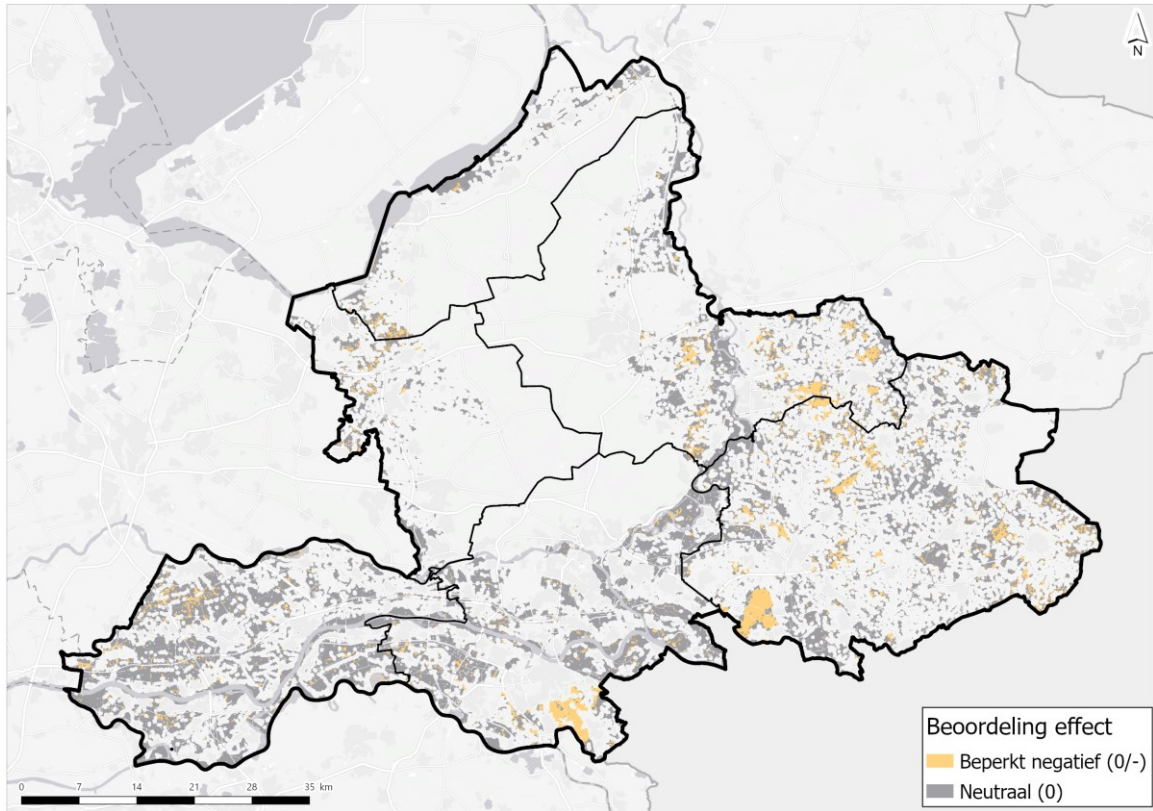 N
Beoordeling effect
Beperkt negatief (0/-)
Neutraal (0)
0 7 14 21 28 35 km